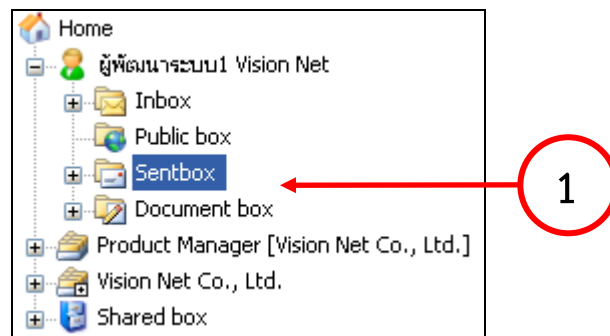 Home
ผู้พัฒนาระบบ1 Vision Net
Inbox
Public box
Sentbox
1
Document box
Product Manager [Vision Net Co., Ltd.]
Vision Net Co., Ltd.
Shared box